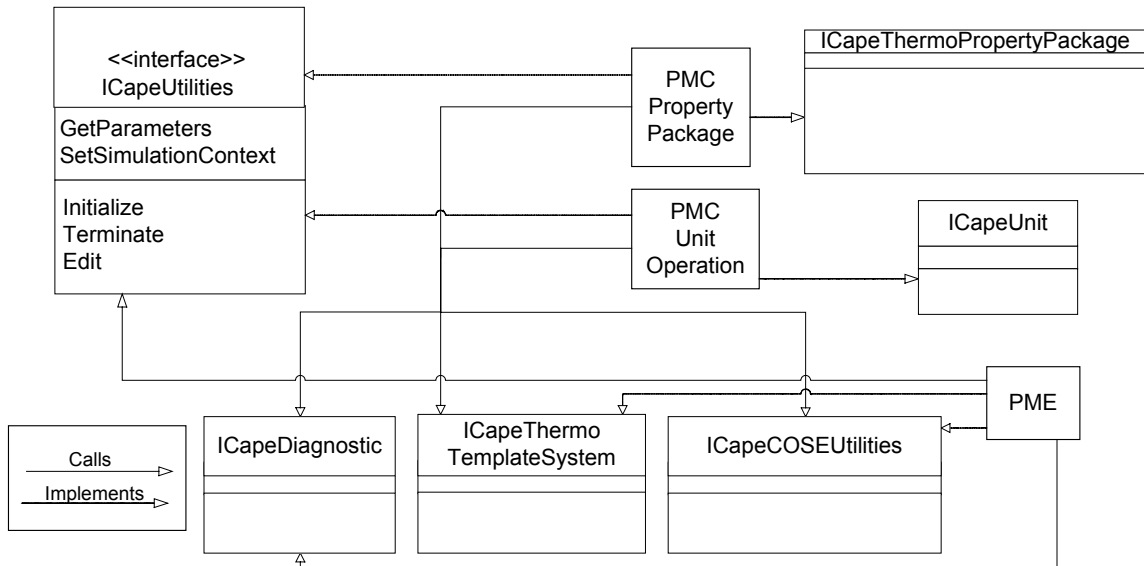 <<interface>>
ICapeUtilities
GetParameters
SetSimulationContext
Initialize
Terminate
Edit
PMC
Property
Package
ICapeThermoPropertyPackage
PMC
Unit
Operation
ICapeUnit
PME
ICapeDiagnostic
ICapeThermo
TemplateSystem
ICapeCOSEUtilities
Calls
Implements